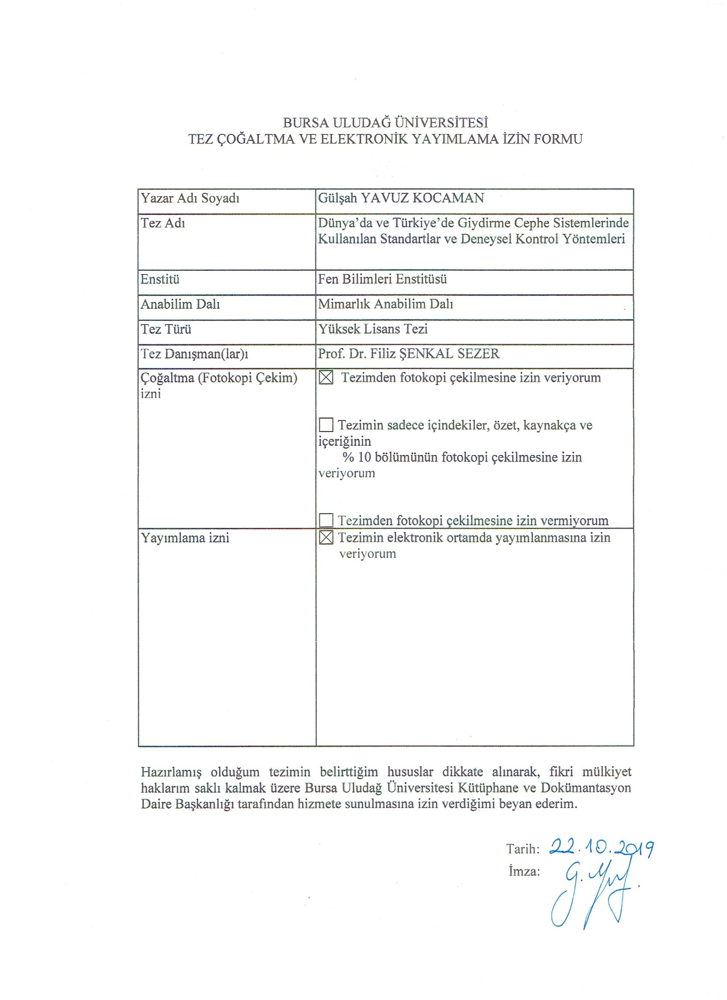 BURSA ULUDAĞ ÜNİVERSİTESİ
TEZ ÇOĞALTMA VE ELEKTRONİK YAYIMLAMA İZİN FORMU
Yazar Adı Soyadı
Gülşah YAVUZ KOCAMAN
Tez Adı
Dünya’da ve Türkiye’de Giydirme Cephe Sistemlerinde
Kullanılan Standartlar ve Deneysel Kontrol Yöntemleri
Enstitü
Fen Bilimleri Enstitüsü
Anabilim Dalı
Mimarlık Anabilim Dalı
Tez Türü
Yüksek Lisans Tezi
Tez Danışman(lar)ı
Prof. Dr. Filiz ŞENKAL SEZER
Çoğaltma (Fotokopi Çekim)
izni
☒ Tezimden fotokopi çekilmesine izin veriyorum
☐ Tezimin sadece içindekiler, özet, kaynakça ve
içeriğinin
% 10 bölümünün fotokopi çekilmesine izin
veriyorum
☐ Tezimden fotokopi çekilmesine izin vermiyorum
Yayımlama izni
☒ Tezimin elektronik ortamda yayımlanmasına izin
veriyorum
Hazırlamış olduğum tezimin belirttiğim hususlar dikkate alınarak, fikri mülkiyet
haklarım saklı kalmak üzere Bursa Uludağ Üniversitesi Kütüphane ve Dokümantasyon
Daire Başkanlığı tarafından hizmete sunulmasına izin verdiğimi beyan ederim.
Tarih: 22.10.2019
İmza: